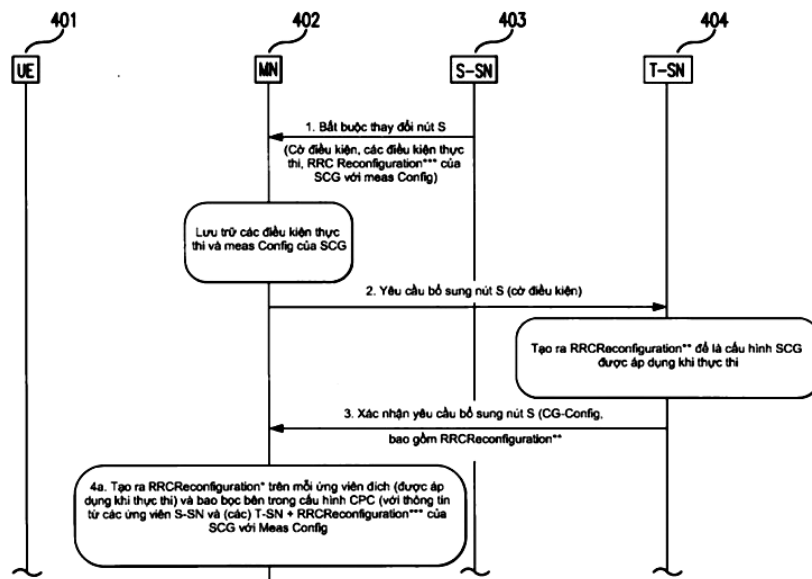 401
402
403
404
UE
MN
S-SN
T-SN
1. Bắt buộc thay đổi nút S
(Cờ điều kiện, các điều kiện thực
thi, RRC Reconfiguration*** của
SCG với meas Config)
Lưu trữ các điều kiện thực
thi và meas Config của SCG
2. Yêu cầu bổ sung nút S (cờ điều kiện)
Tạo ra RRCReconfiguration** để là cấu hình SCG
được áp dụng khi thực thi
3. Xác nhận yêu cầu bổ sung nút S (CG-Config,
bao gồm RRCReconfiguration**
4a. Tạo ra RRCReconfiguration* trên mỗi ứng viên đích (được áp
dụng khi thực thi) và bao bọc bên trong cấu hình CPC (với thông tin
từ các ứng viên S-SN và (các) T-SN + RRCReconfiguration*** của
SCG với Meas Config